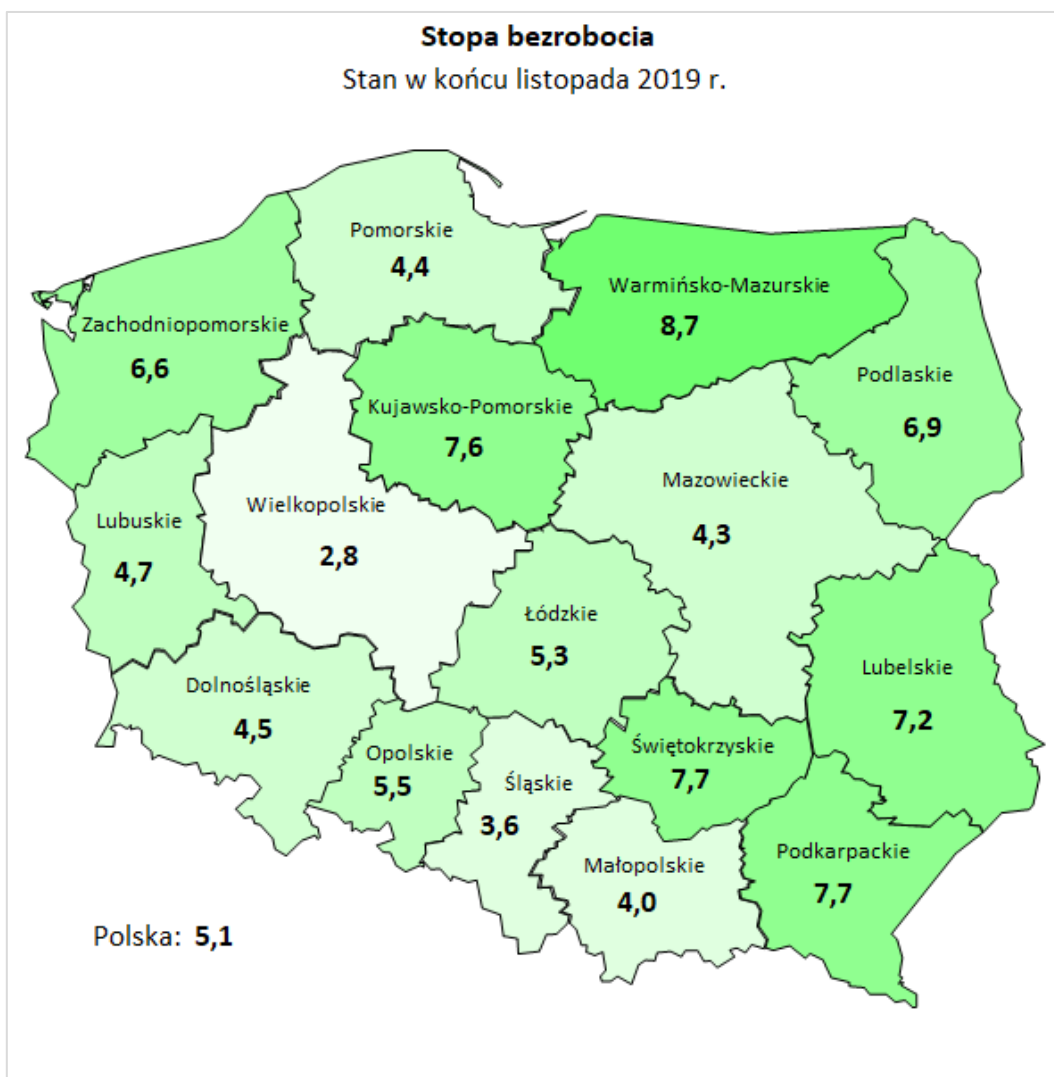 Stopa bezrobocia
Stan w końcu listopada 2019 r.
Pomorskie
4,4
Warmińsko-Mazurskie
8,7
Zachodniopomorskie
6,6
Podlaskie
6,9
Kujawsko-Pomorskie
7,6
Mazowieckie
4,3
Wielkopolskie
2,8
Lubuskie
4,7
Łódzkie
5,3
Lubelskie
7,2
Dolnośląskie
4,5
Opolskie
5,5
Śląskie
3,6
Świętokrzyskie
7,7
Małopolskie
4,0
Podkarpackie
7,7
Polska: 5,1